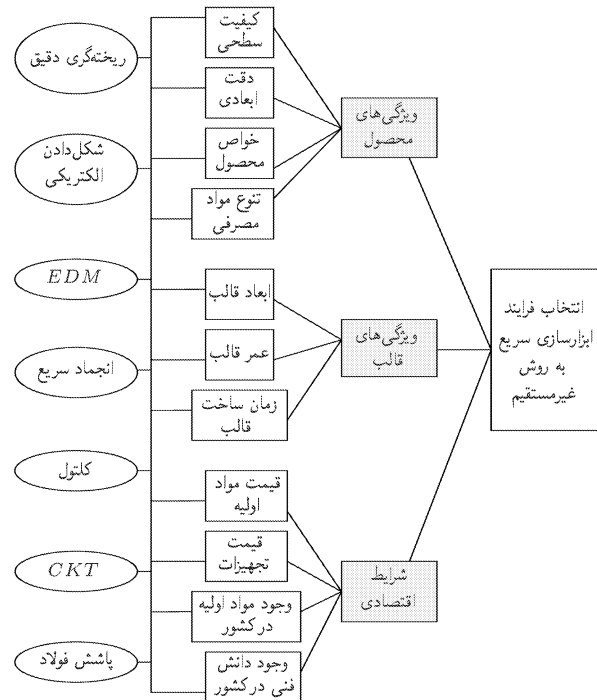 انتخاب فرایند
ابزارسازی سریع
به روش
غیرمستقیم
ویژگی‌های
محصول
ویژگی‌های
قالب
شرایط
اقتصادی
کیفیت
سطحی
دقت
ابعادی
خواص
محصول
تنوع مواد
مصرفی
ابعاد قالب
عمر قالب
زمان ساخت
قالب
قیمت مواد
اولیه
قیمت
تجهیزات
وجود مواد اولیه
درکشور
وجود دانش
فنی درکشور
ریخته‌گری دقیق
شکل‌دادن
الکتریکی
EDM
انجماد سریع
کلتول
CKT
پاشش فولاد